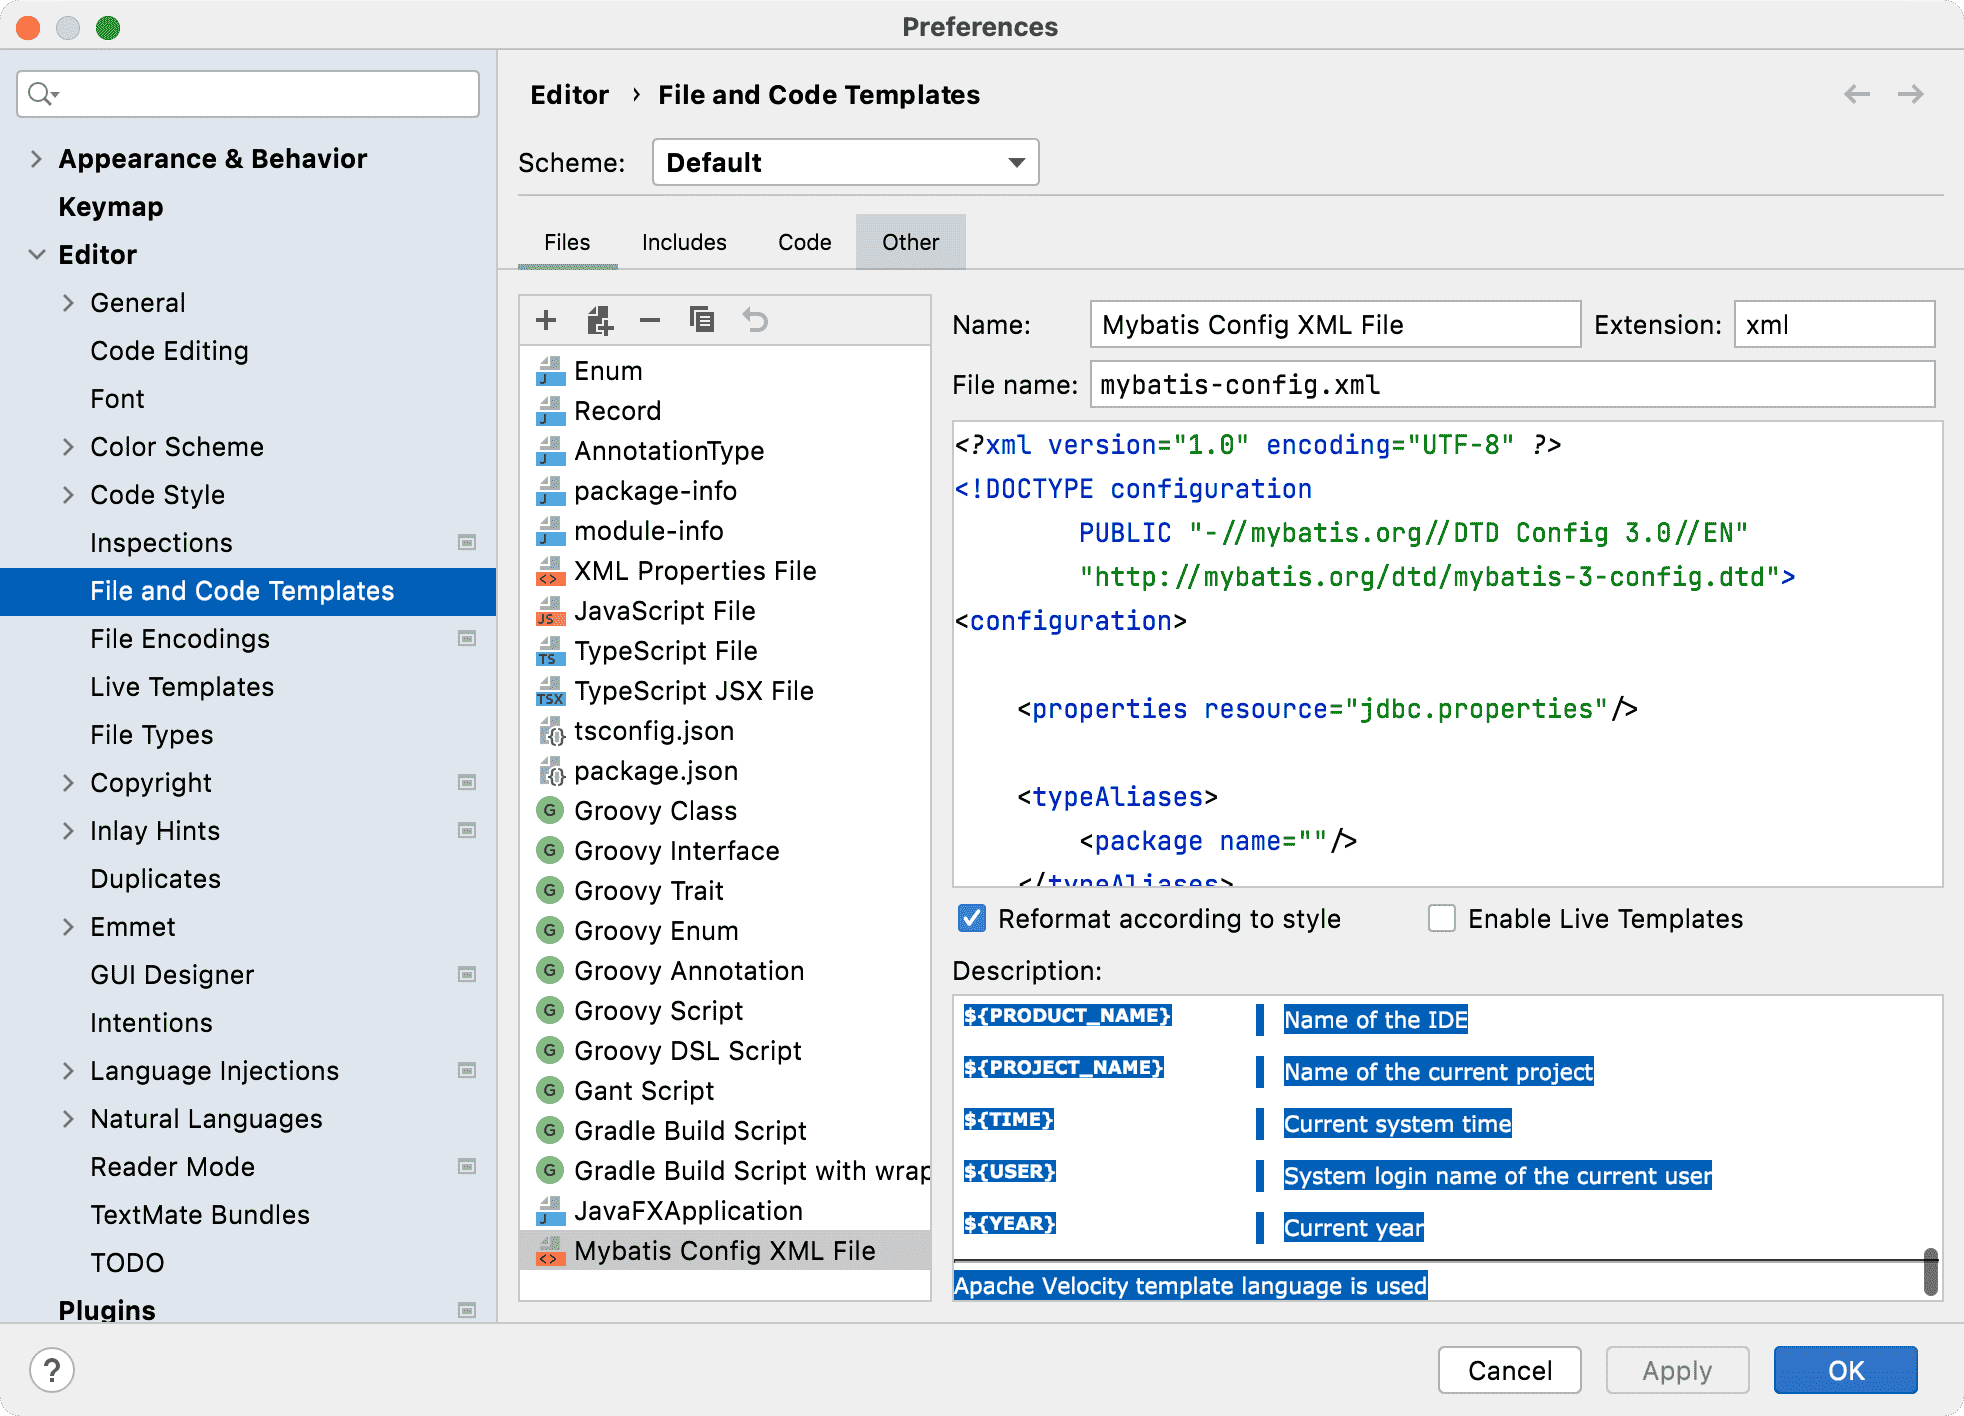 Preferences
Appearance & Behavior
Keymap
Editor
General
Code Editing
Font
Color Scheme
Code Style
Inspections
File and Code Templates
File Encodings
Live Templates
File Types
Copyright
Inlay Hints
Duplicates
Emmet
GUI Designer
Intentions
Language Injections
Natural Languages
Reader Mode
TextMate Bundles
TODO
Plugins
Editor › File and Code Templates
Scheme: Default
Files Includes Code Other
Enum
Record
AnnotationType
package-info
module-info
XML Properties File
JavaScript File
TypeScript File
TypeScript JSX File
tsconfig.json
package.json
Groovy Class
Groovy Interface
Groovy Trait
Groovy Enum
Groovy Annotation
Groovy Script
Groovy DSL Script
Gant Script
Gradle Build Script
Gradle Build Script with wrap
JavaFXApplication
Mybatis Config XML File
Name: Mybatis Config XML File Extension: xml
File name: mybatis-config.xml
<?xml version="1.0" encoding="UTF-8" ?>
<!DOCTYPE configuration
PUBLIC "-//mybatis.org//DTD Config 3.0//EN"
"http://mybatis.org/dtd/mybatis-3-config.dtd">
<configuration>
<properties resource="jdbc.properties"/>
<typeAliases>
<package name=""/>
</typeAliases>
Reformat according to style Enable Live Templates
Description:
${PRODUCT_NAME} Name of the IDE
${PROJECT_NAME} Name of the current project
${TIME} Current system time
${USER} System login name of the current user
${YEAR} Current year
Apache Velocity template language is used
? Cancel Apply OK